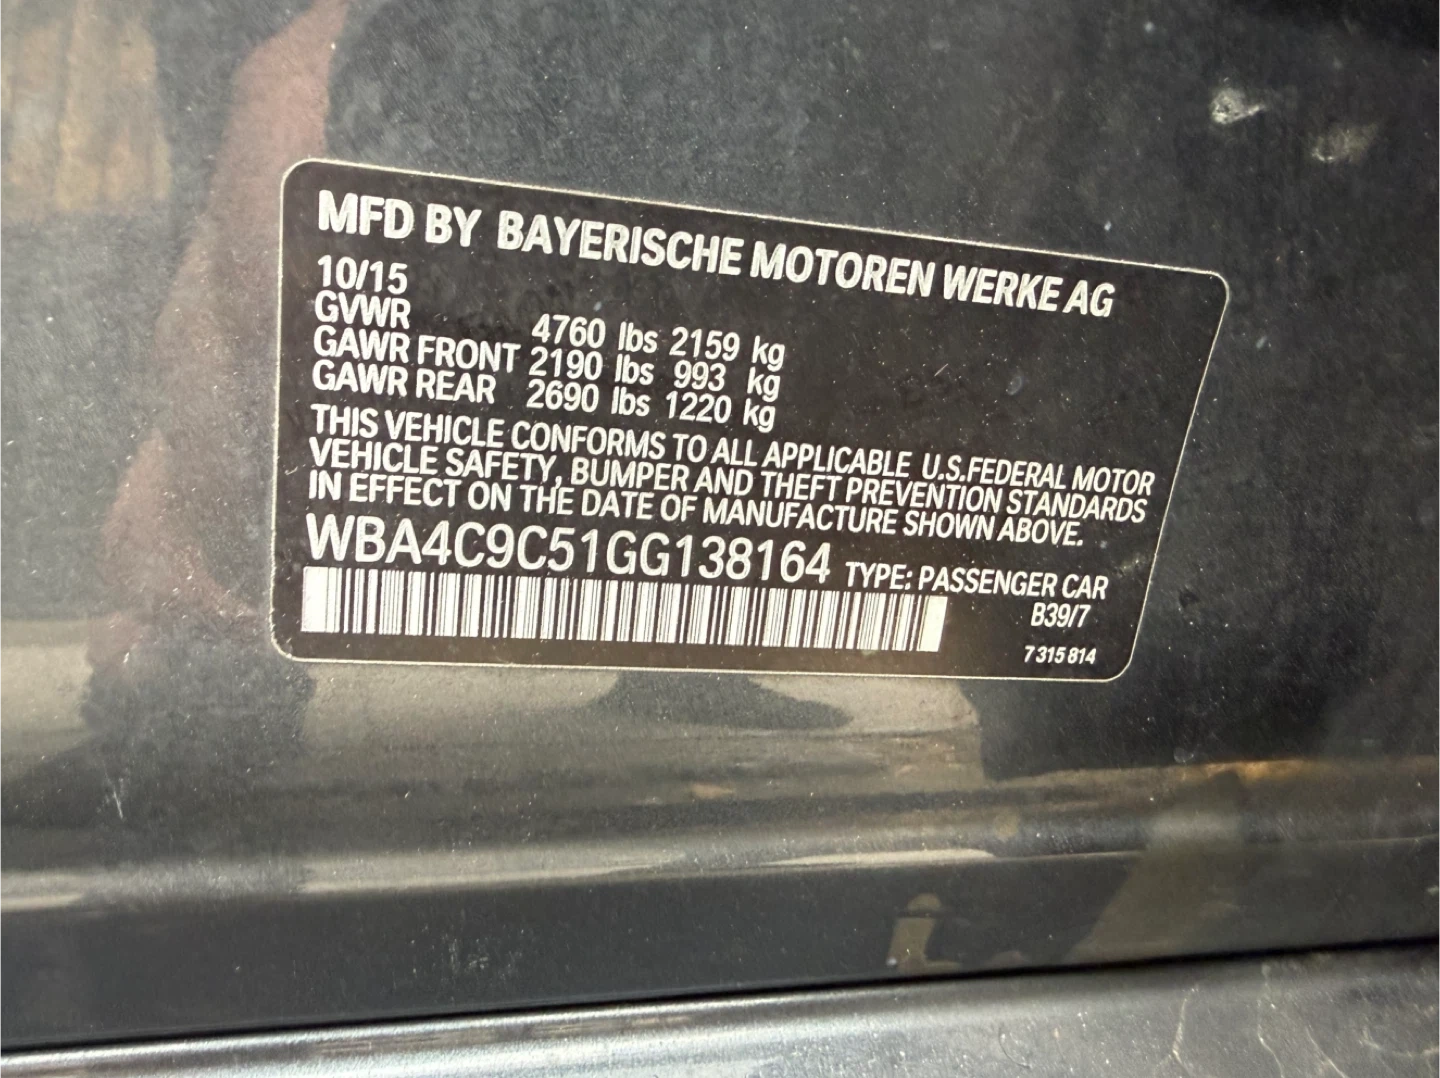 MFD BY BAYERISCHE MOTOREN WERKE AG
10/15
GVWR 4760 lbs 2159 kg
GAWR FRONT 2190 lbs 993 kg
GAWR REAR 2690 lbs 1220 kg
THIS VEHICLE CONFORMS TO ALL APPLICABLE U.S.FEDERAL MOTOR
VEHICLE SAFETY, BUMPER AND THEFT PREVENTION STANDARDS
IN EFFECT ON THE DATE OF MANUFACTURE SHOWN ABOVE.
WBA4C9C51GG138164 TYPE: PASSENGER CAR
B39/7
7 315 814